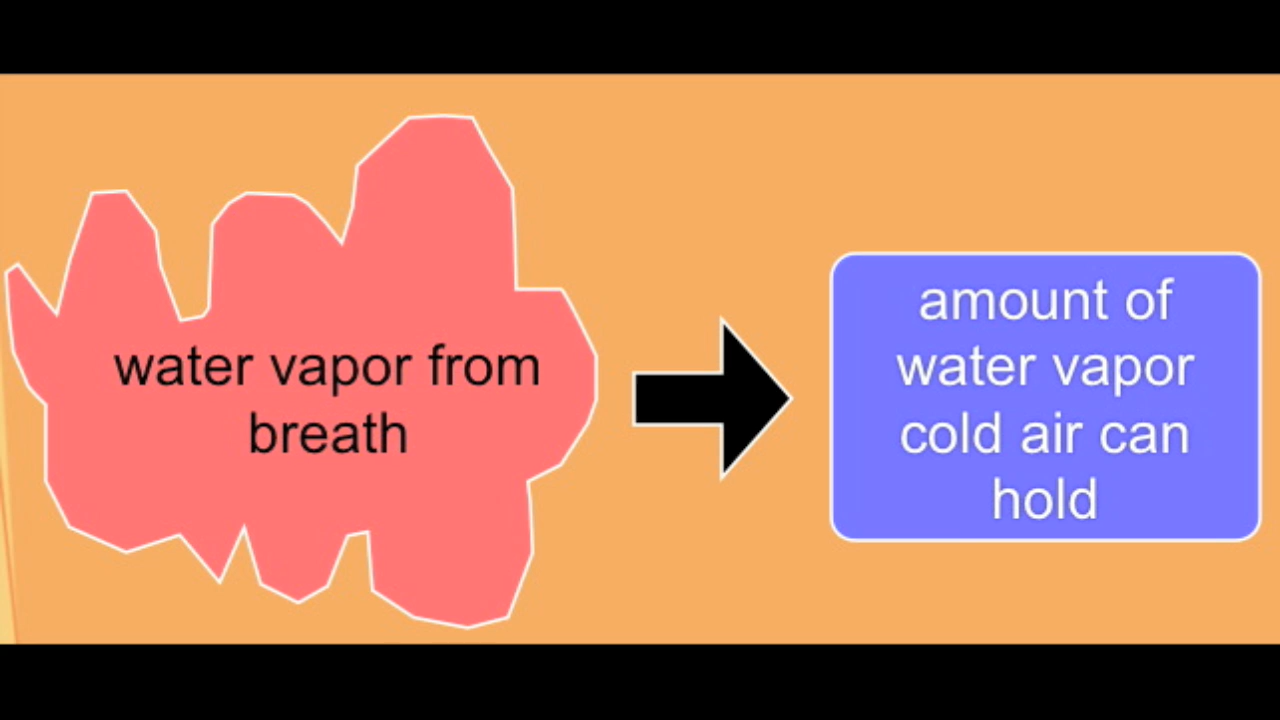 water vapor from
breath
amount of
water vapor
cold air can
hold